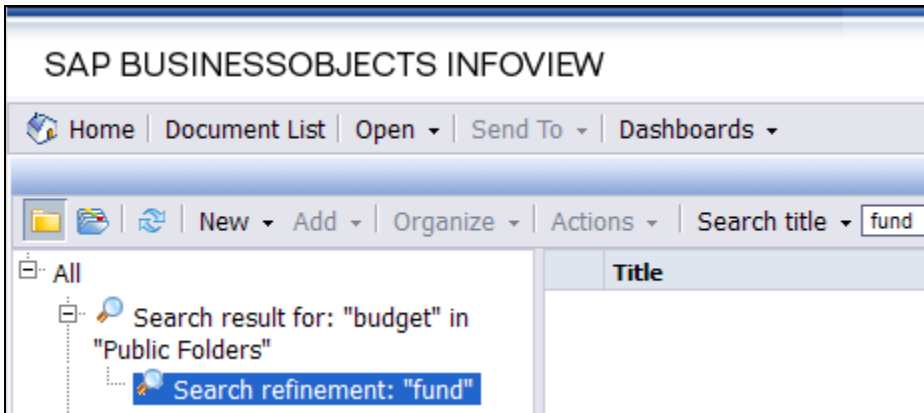 SAP BUSINESSOBJECTS INFOVIEW
Home Document List Open Send To Dashboards
New Add Organize Actions Search title fund
All
Title
Search result for: "budget" in
"Public Folders"
Search refinement: "fund"